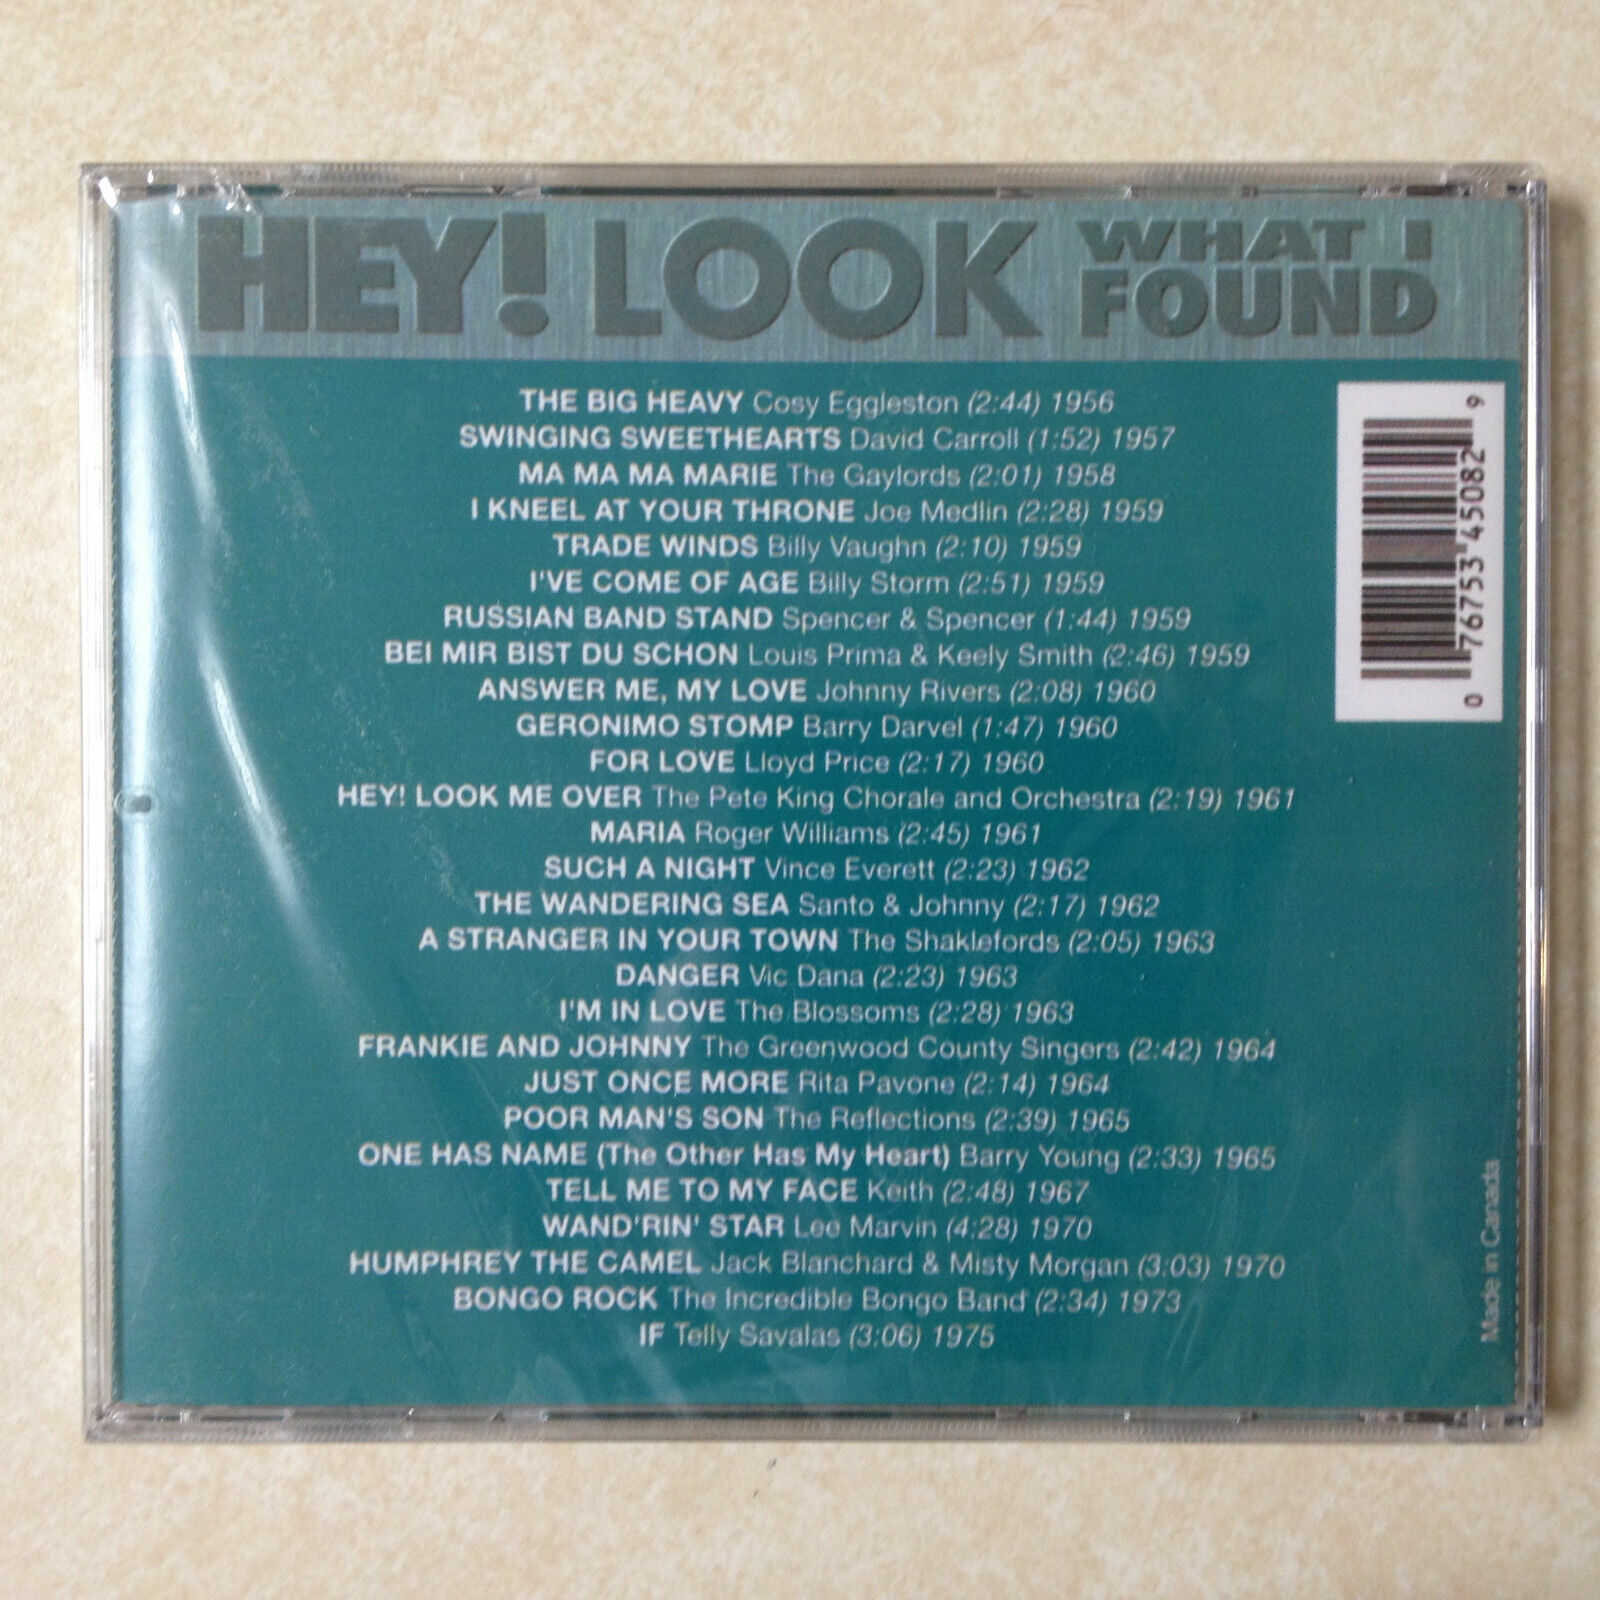 HEY! LOOK WHAT I FOUND
THE BIG HEAVY Cosy Eggleston (2:44) 1956
SWINGING SWEETHEARTS David Carroll (1:52) 1957
MA MA MA MARIE The Gaylords (2:01) 1958
I KNEEL AT YOUR THRONE Joe Medlin (2:28) 1959
TRADE WINDS Billy Vaughn (2:10) 1959
I'VE COME OF AGE Billy Storm (2:51) 1959
RUSSIAN BAND STAND Spencer & Spencer (1:44) 1959
BEI MIR BIST DU SCHON Louis Prima & Keely Smith (2:46) 1959
ANSWER ME, MY LOVE Johnny Rivers (2:08) 1960
GERONIMO STOMP Barry Darvel (1:47) 1960
FOR LOVE Lloyd Price (2:17) 1960
HEY! LOOK ME OVER The Pete King Chorale and Orchestra (2:19) 1961
MARIA Roger Williams (2:45) 1961
SUCH A NIGHT Vince Everett (2:23) 1962
THE WANDERING SEA Santo & Johnny (2:17) 1962
A STRANGER IN YOUR TOWN The Shaklefords (2:05) 1963
DANGER Vic Dana (2:23) 1963
I'M IN LOVE The Blossoms (2:28) 1963
FRANKIE AND JOHNNY The Greenwood County Singers (2:42) 1964
JUST ONCE MORE Rita Pavone (2:14) 1964
POOR MAN'S SON The Reflections (2:39) 1965
ONE HAS NAME (The Other Has My Heart) Barry Young (2:33) 1965
TELL ME TO MY FACE Keith (2:48) 1967
WAND'RIN' STAR Lee Marvin (4:28) 1970
HUMPHREY THE CAMEL Jack Blanchard & Misty Morgan (3:03) 1970
BONGO ROCK The Incredible Bongo Band (2:34) 1973
IF Telly Savalas (3:06) 1975
0 76753 45082 9
Made in Canada